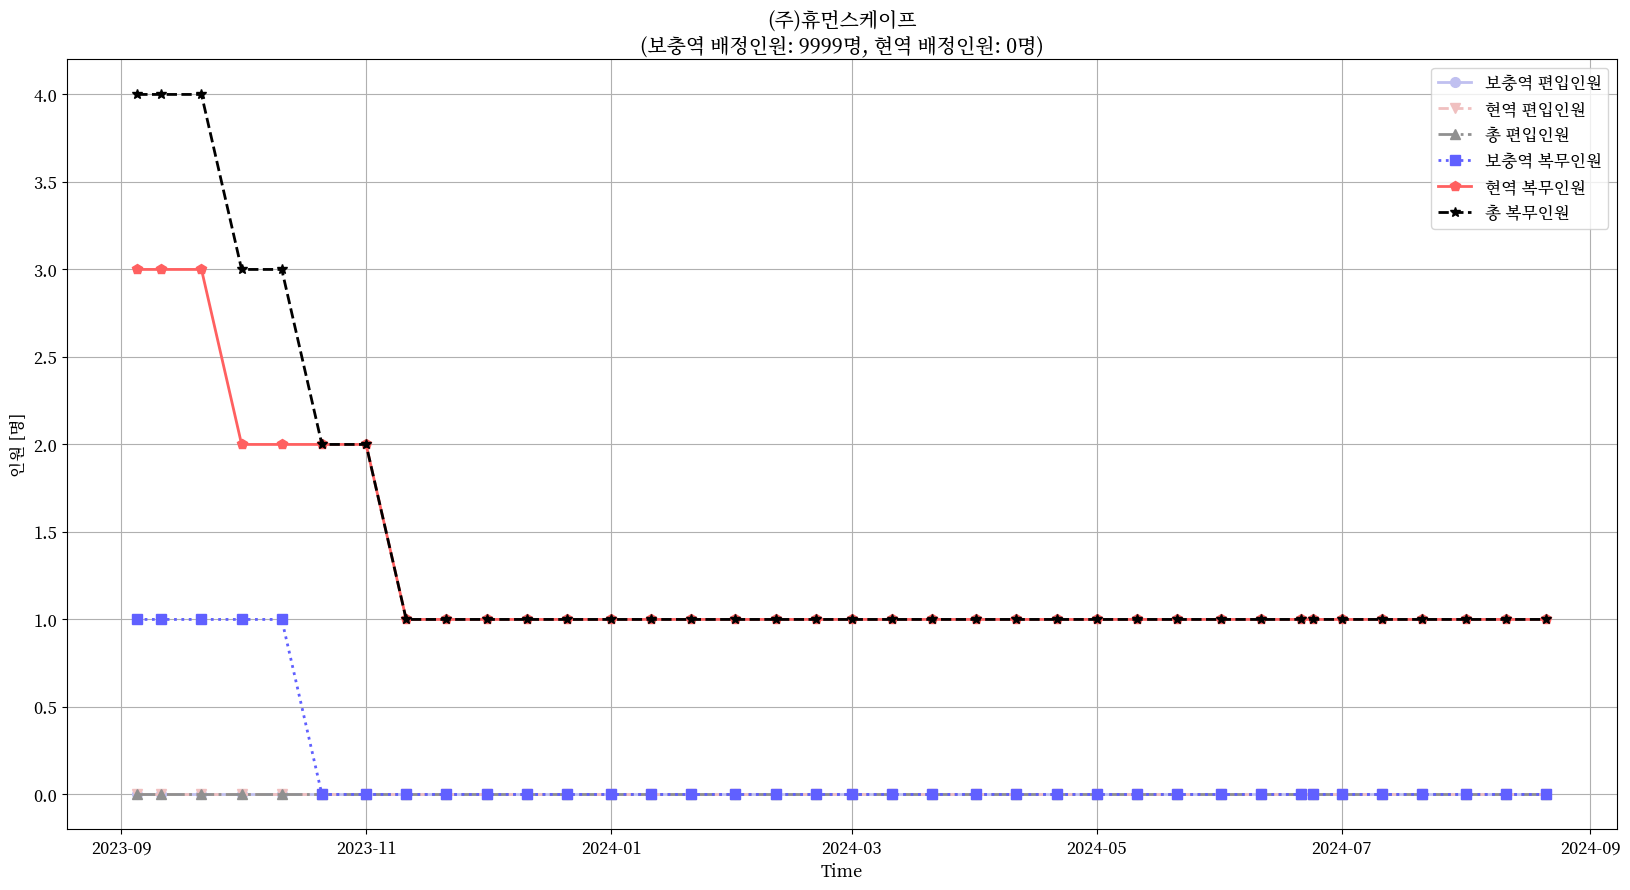 (주)휴먼스케이프
(보충역 배정인원: 9999명, 현역 배정인원: 0명)
보충역 편입인원
현역 편입인원
총 편입인원
보충역 복무인원
현역 복무인원
총 복무인원
4.0
3.5
3.0
2.5
2.0
1.5
1.0
0.5
0.0
인원 [명]
2023-09
2023-11
2024-01
2024-03
2024-05
2024-07
2024-09
Time